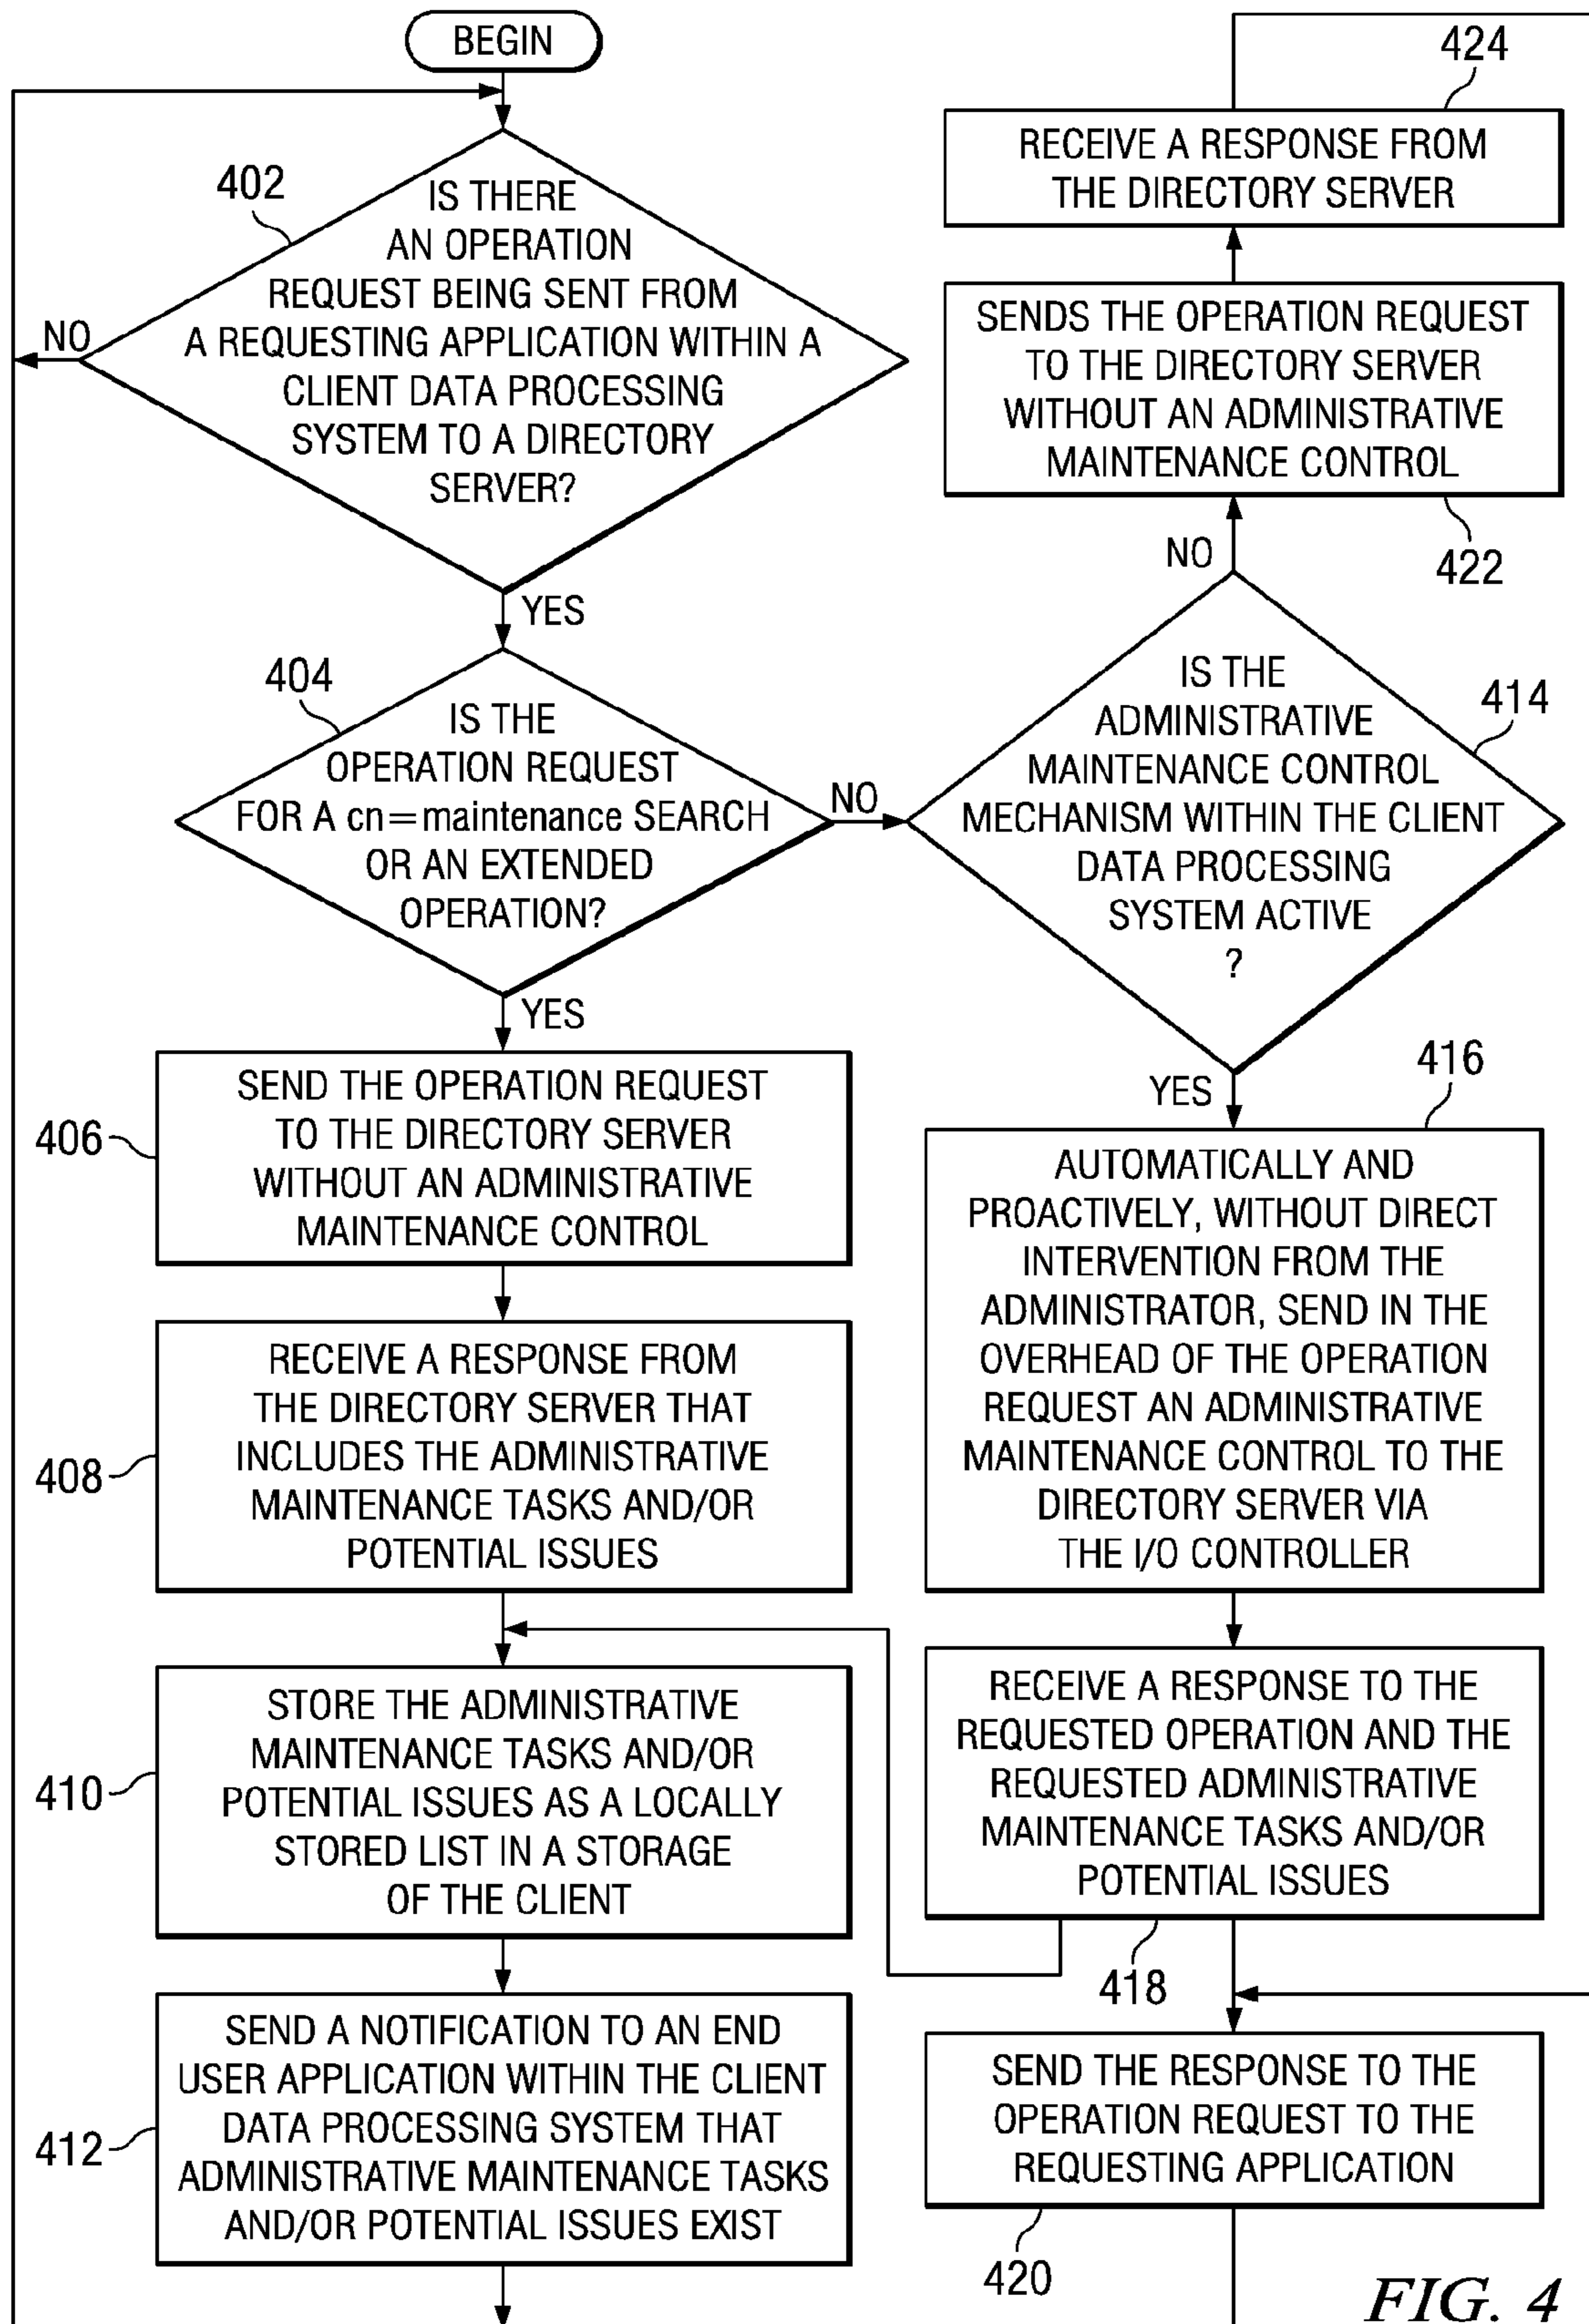 BEGIN
402
IS THERE
AN OPERATION
REQUEST BEING SENT FROM
A REQUESTING APPLICATION WITHIN A
CLIENT DATA PROCESSING
SYSTEM TO A DIRECTORY
SERVER?
NO
YES
404
IS THE
OPERATION REQUEST
FOR A cn=maintenance SEARCH
OR AN EXTENDED
OPERATION?
NO
YES
406
SEND THE OPERATION REQUEST
TO THE DIRECTORY SERVER
WITHOUT AN ADMINISTRATIVE
MAINTENANCE CONTROL
408
RECEIVE A RESPONSE FROM
THE DIRECTORY SERVER THAT
INCLUDES THE ADMINISTRATIVE
MAINTENANCE TASKS AND/OR
POTENTIAL ISSUES
410
STORE THE ADMINISTRATIVE
MAINTENANCE TASKS AND/OR
POTENTIAL ISSUES AS A LOCALLY
STORED LIST IN A STORAGE
OF THE CLIENT
412
SEND A NOTIFICATION TO AN END
USER APPLICATION WITHIN THE CLIENT
DATA PROCESSING SYSTEM THAT
ADMINISTRATIVE MAINTENANCE TASKS
AND/OR POTENTIAL ISSUES EXIST
424
RECEIVE A RESPONSE FROM
THE DIRECTORY SERVER
SENDS THE OPERATION REQUEST
TO THE DIRECTORY SERVER
WITHOUT AN ADMINISTRATIVE
MAINTENANCE CONTROL
422
NO
414
IS THE
ADMINISTRATIVE
MAINTENANCE CONTROL
MECHANISM WITHIN THE CLIENT
DATA PROCESSING
SYSTEM ACTIVE
?
YES
416
AUTOMATICALLY AND
PROACTIVELY, WITHOUT DIRECT
INTERVENTION FROM THE
ADMINISTRATOR, SEND IN THE
OVERHEAD OF THE OPERATION
REQUEST AN ADMINISTRATIVE
MAINTENANCE CONTROL TO THE
DIRECTORY SERVER VIA
THE I/O CONTROLLER
RECEIVE A RESPONSE TO THE
REQUESTED OPERATION AND THE
REQUESTED ADMINISTRATIVE
MAINTENANCE TASKS AND/OR
POTENTIAL ISSUES
418
SEND THE RESPONSE TO THE
OPERATION REQUEST TO THE
REQUESTING APPLICATION
420
FIG. 4